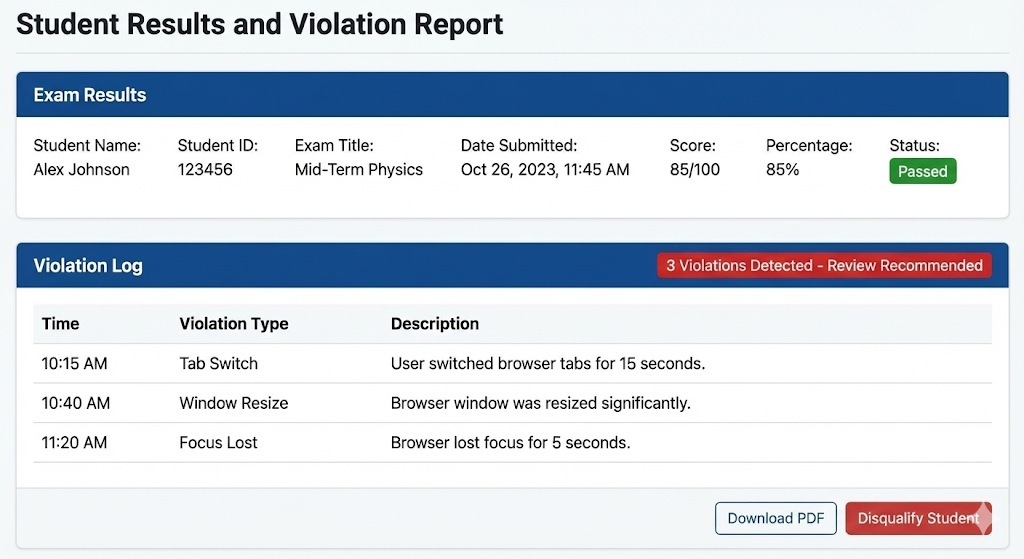 Student Results and Violation Report
Exam Results
Student Name: Student ID: Exam Title: Date Submitted: Score: Percentage: Status:
Alex Johnson 123456 Mid-Term Physics Oct 26, 2023, 11:45 AM 85/100 85% Passed
Violation Log 3 Violations Detected - Review Recommended
Time Violation Type Description
10:15 AM Tab Switch User switched browser tabs for 15 seconds.
10:40 AM Window Resize Browser window was resized significantly.
11:20 AM Focus Lost Browser lost focus for 5 seconds.
Download PDF Disqualify Student